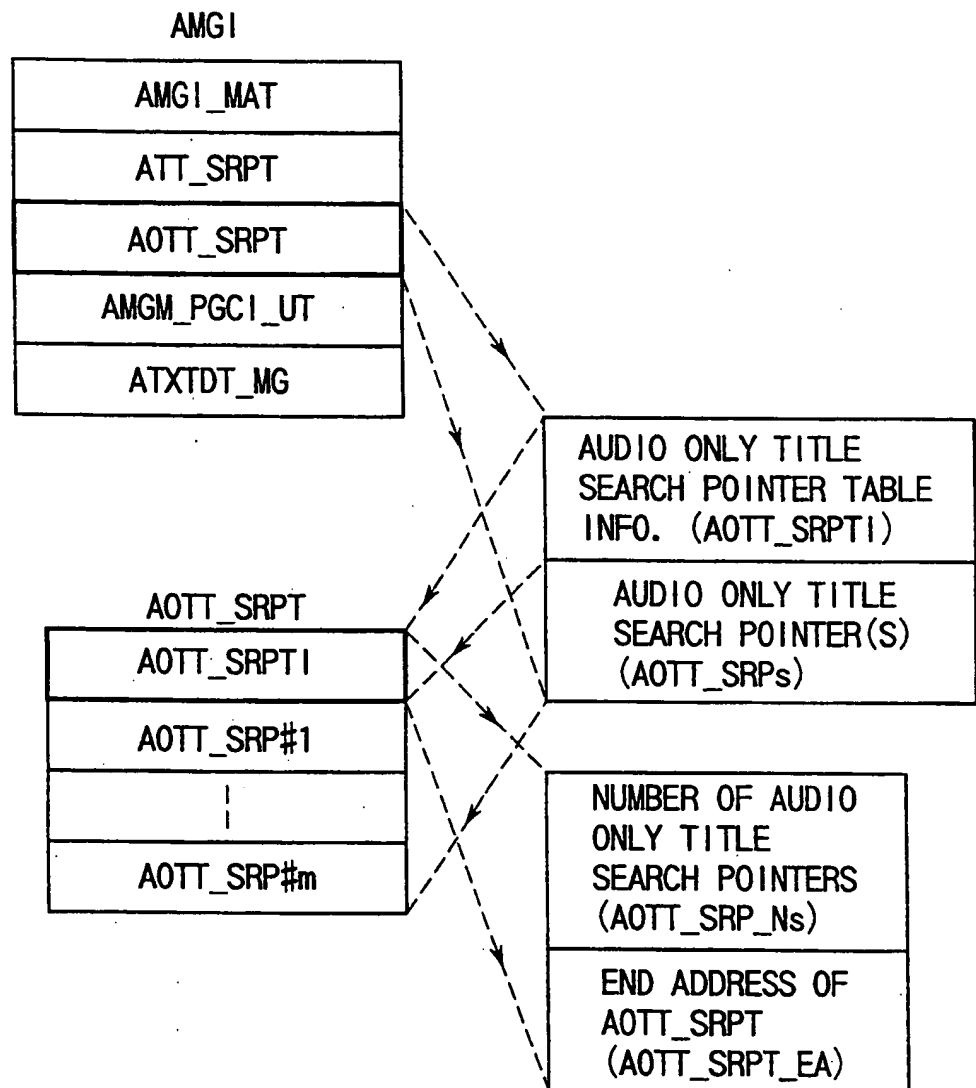 AMGI
AMGI_MAT
ATT_SRPT
AOTT_SRPT
AMGM_PGCI_UT
ATXTDT_MG
AUDIO ONLY TITLE
SEARCH POINTER TABLE
INFO. (AOTT_SRPTI)
AUDIO ONLY TITLE
SEARCH POINTER(S)
(AOTT_SRPs)
AOTT_SRPT
AOTT_SRPTI
AOTT_SRP#1
AOTT_SRP#m
NUMBER OF AUDIO
ONLY TITLE
SEARCH POINTERS
(AOTT_SRP_Ns)
END ADDRESS OF
AOTT_SRPT
(AOTT_SRPT_EA)